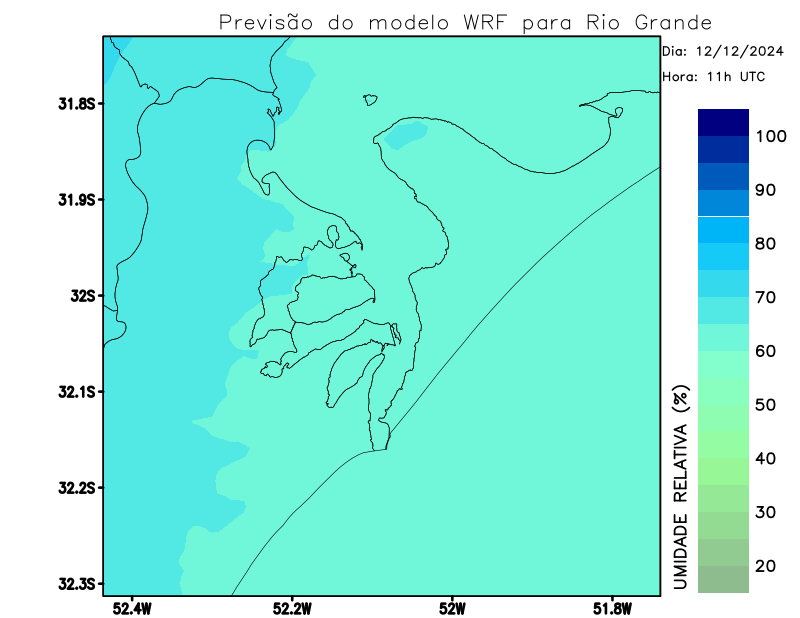 Previsão do modelo WRF para Rio Grande
Dia: 12/12/2024
Hora: 11h UTC
31.8S
31.9S
32S
32.1S
32.2S
32.3S
52.4W
52.2W
52W
51.8W
UMIDADE RELATIVA (%)
100
90
80
70
60
50
40
30
20